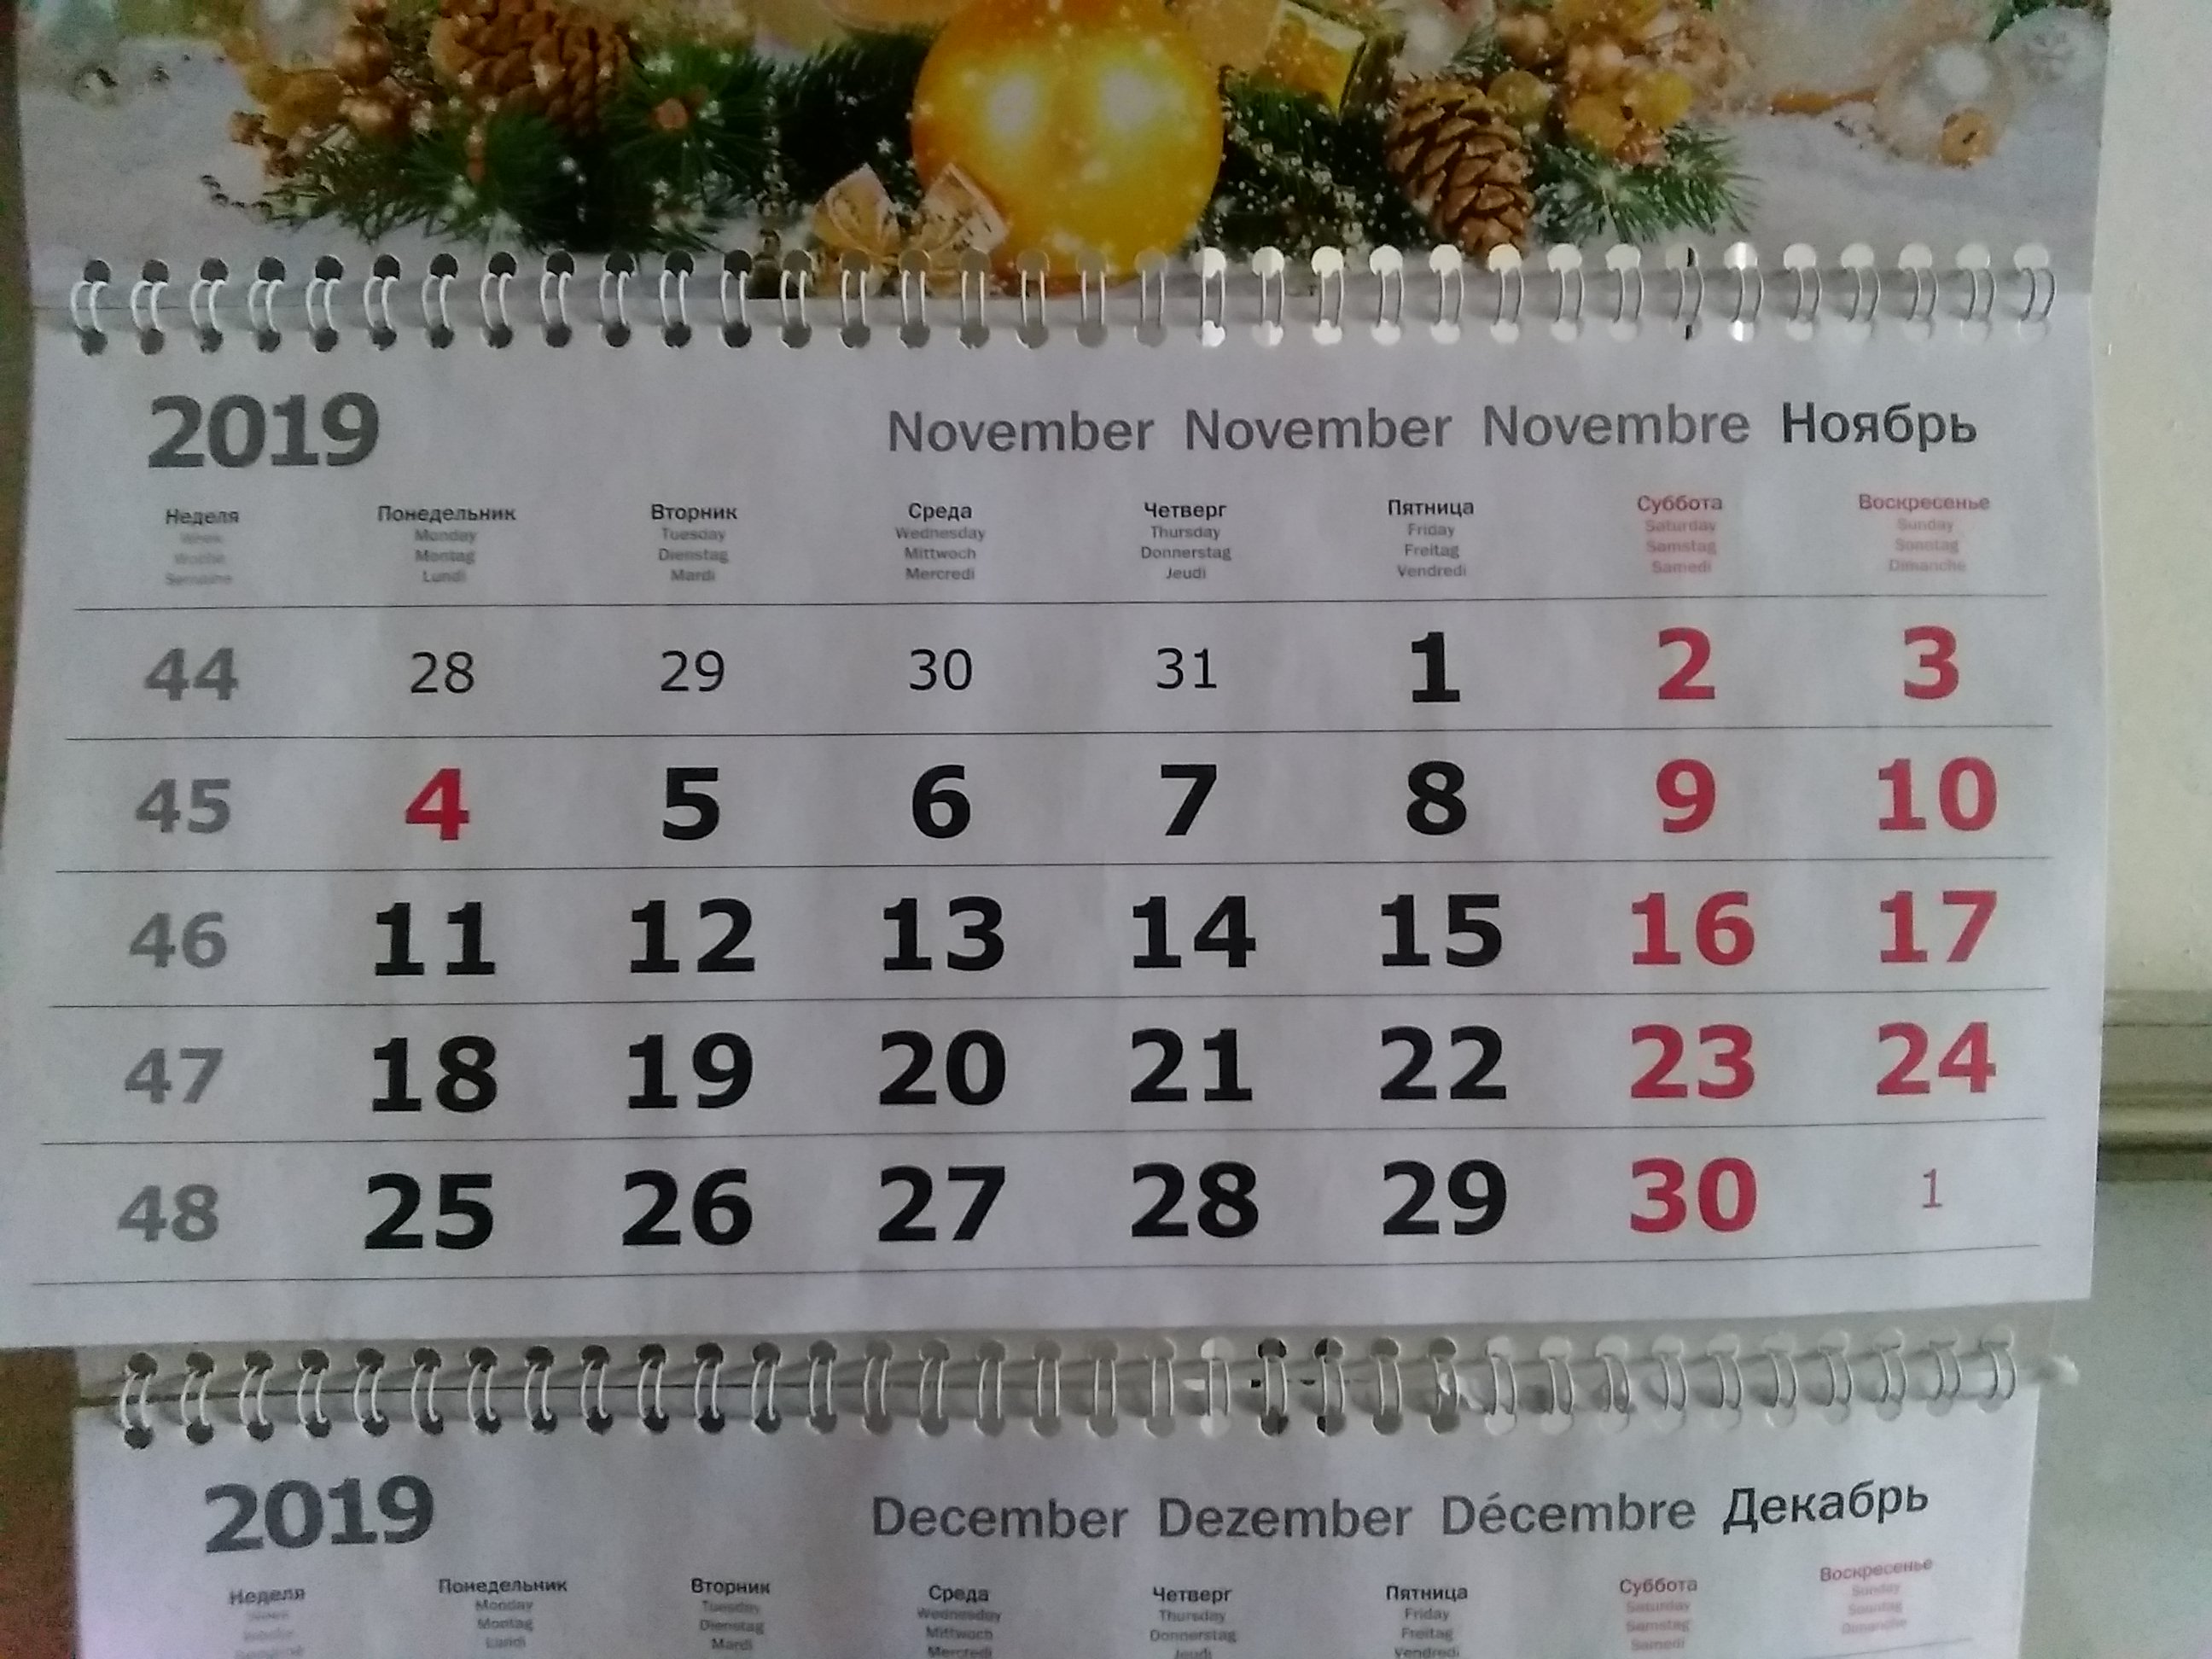 2019 November November Novembre Ноябрь
Неделя Понедельник Вторник Среда Четверг Пятница Суббота Воскресенье
Week Monday Tuesday Wednesday Thursday Friday Saturday Sunday
Woche Montag Dienstag Mittwoch Donnerstag Freitag Samstag Sonntag
Semaine Lundi Mardi Mercredi Jeudi Vendredi Samedi Dimanche
44 28 29 30 31 1 2 3
45 4 5 6 7 8 9 10
46 11 12 13 14 15 16 17
47 18 19 20 21 22 23 24
48 25 26 27 28 29 30 1
2019 December Dezember Décembre Декабрь
Неделя Понедельник Вторник Среда Четверг Пятница Суббота Воскресенье
Monday Tuesday Wednesday Thursday Friday Saturday Sunday
Montag Dienstag Mittwoch Donnerstag Freitag Samstag Sonntag
Lundi Mardi Mercredi Jeudi Vendredi Samedi Dimanche